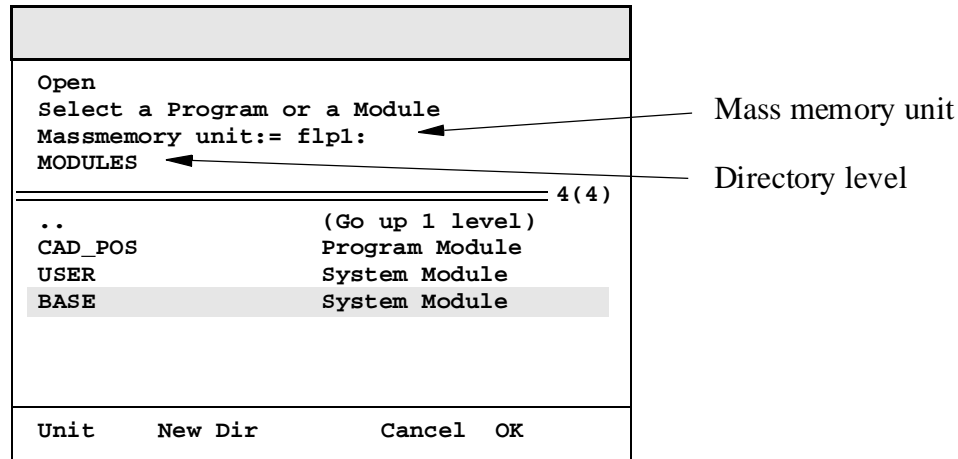 Open
Select a Program or a Module
Massmemory unit:= flp1:
MODULES
Mass memory unit
Directory level
4(4)
.. (Go up 1 level)
CAD_POS Program Module
USER System Module
BASE System Module
Unit New Dir Cancel OK